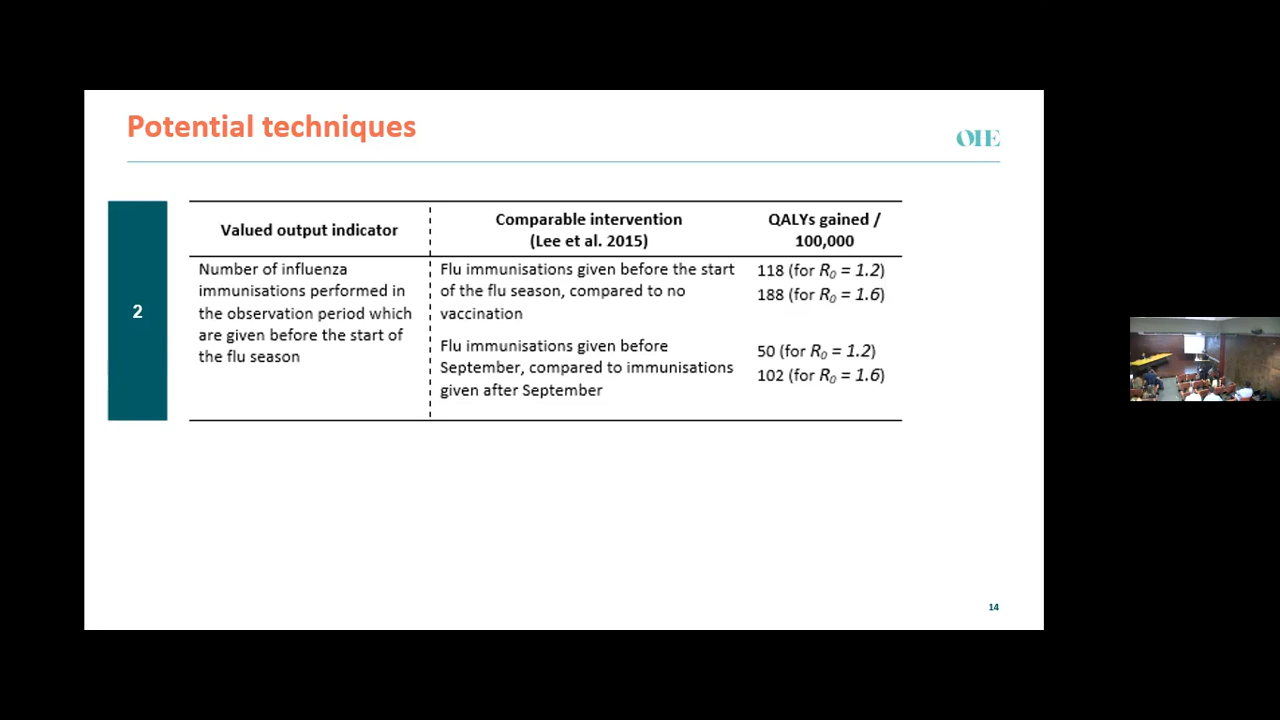 Potential techniques
OHE
2
Valued output indicator
Comparable intervention
(Lee et al. 2015)
QALYs gained /
100,000
Number of influenza
immunisations performed in
the observation period which
are given before the start of
the flu season
Flu immunisations given before the start
of the flu season, compared to no
vaccination
118 (for R0 = 1.2)
188 (for R0 = 1.6)
Flu immunisations given before
September, compared to immunisations
given after September
50 (for R0 = 1.2)
102 (for R0 = 1.6)
14